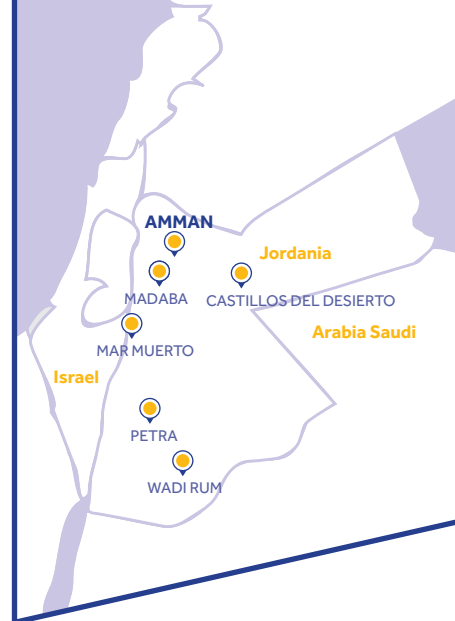 AMMAN
Jordania
MADABA
CASTILLOS DEL DESIERTO
Arabia Saudi
MAR MUERTO
Israel
PETRA
WADI RUM